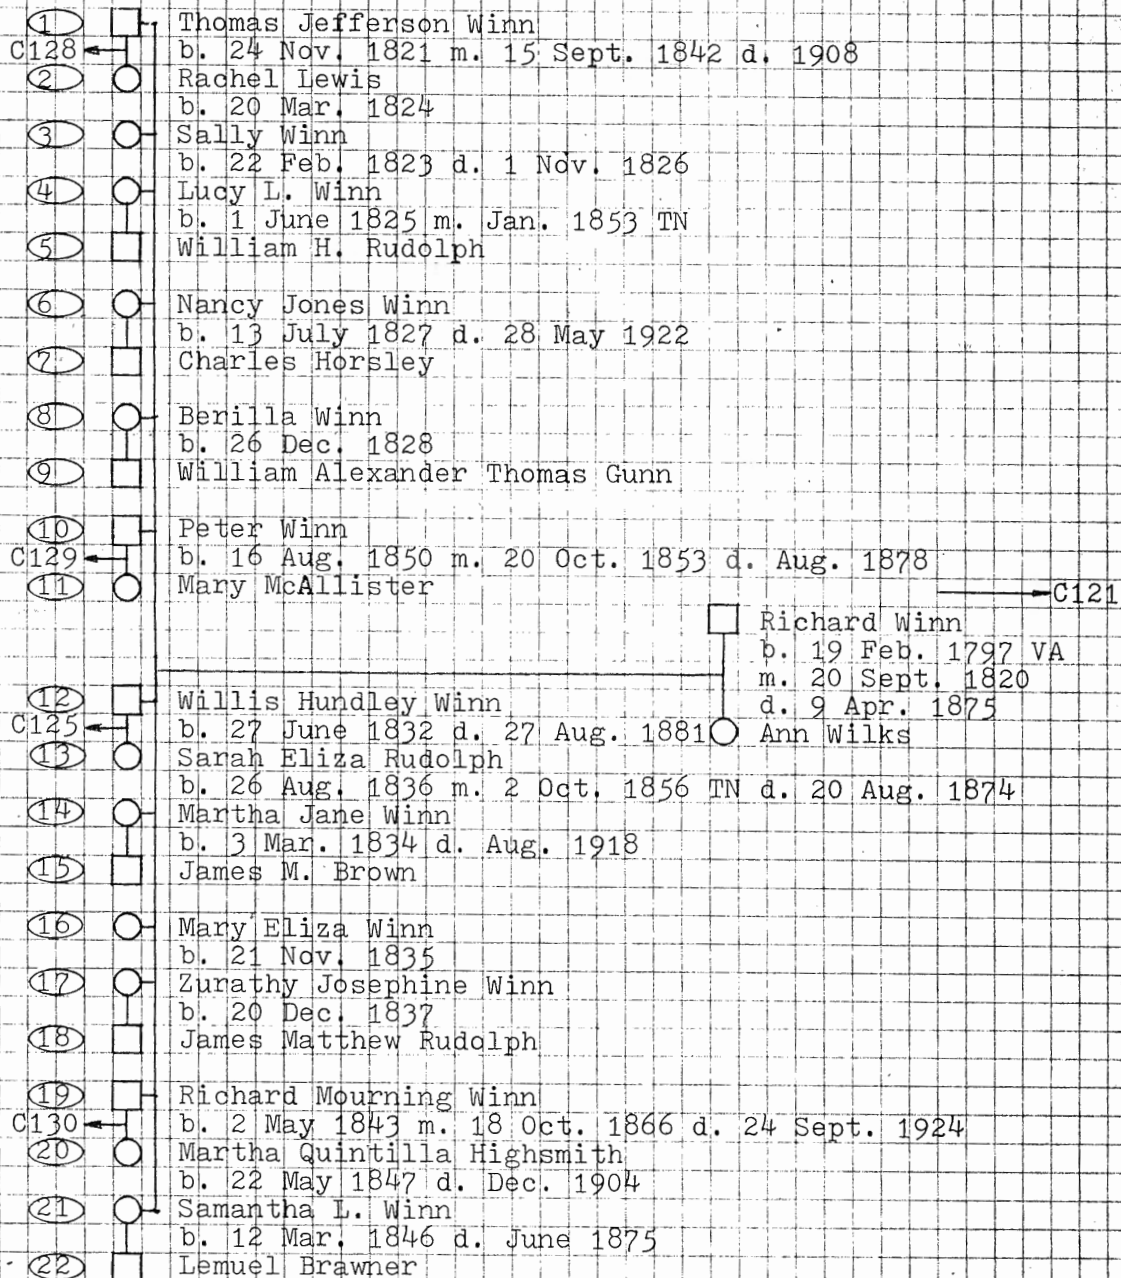 1 Thomas Jefferson Winn
C128 b. 24 Nov. 1821 m. 15 Sept. 1842 d. 1908
2 Rachel Lewis
b. 20 Mar. 1824
3 Sally Winn
b. 22 Feb. 1823 d. 1 Nov. 1826
4 Lucy L. Winn
b. 1 June 1825 m. Jan. 1853 TN
5 William H. Rudolph
6 Nancy Jones Winn
b. 13 July 1827 d. 28 May 1922
7 Charles Horsley
8 Berilla Winn
b. 26 Dec. 1828
9 William Alexander Thomas Gunn
10 Peter Winn
C129 b. 16 Aug. 1850 m. 20 Oct. 1853 d. Aug. 1878
11 Mary McAllister
C121
Richard Winn
b. 19 Feb. 1797 VA
m. 20 Sept. 1820
d. 9 Apr. 1875
Ann Wilks
12 Willis Hundley Winn
C125 b. 27 June 1832 d. 27 Aug. 1881
13 Sarah Eliza Rudolph
b. 26 Aug. 1836 m. 2 Oct. 1856 TN d. 20 Aug. 1874
14 Martha Jane Winn
b. 3 Mar. 1834 d. Aug. 1918
15 James M. Brown
16 Mary Eliza Winn
b. 21 Nov. 1835
17 Zurathy Josephine Winn
b. 20 Dec. 1837
18 James Matthew Rudolph
19 Richard Mourning Winn
C130 b. 2 May 1843 m. 18 Oct. 1866 d. 24 Sept. 1924
20 Martha Quintilla Highsmith
b. 22 May 1847 d. Dec. 1904
21 Samantha L. Winn
b. 12 Mar. 1846 d. June 1875
22 Lemuel Brawner